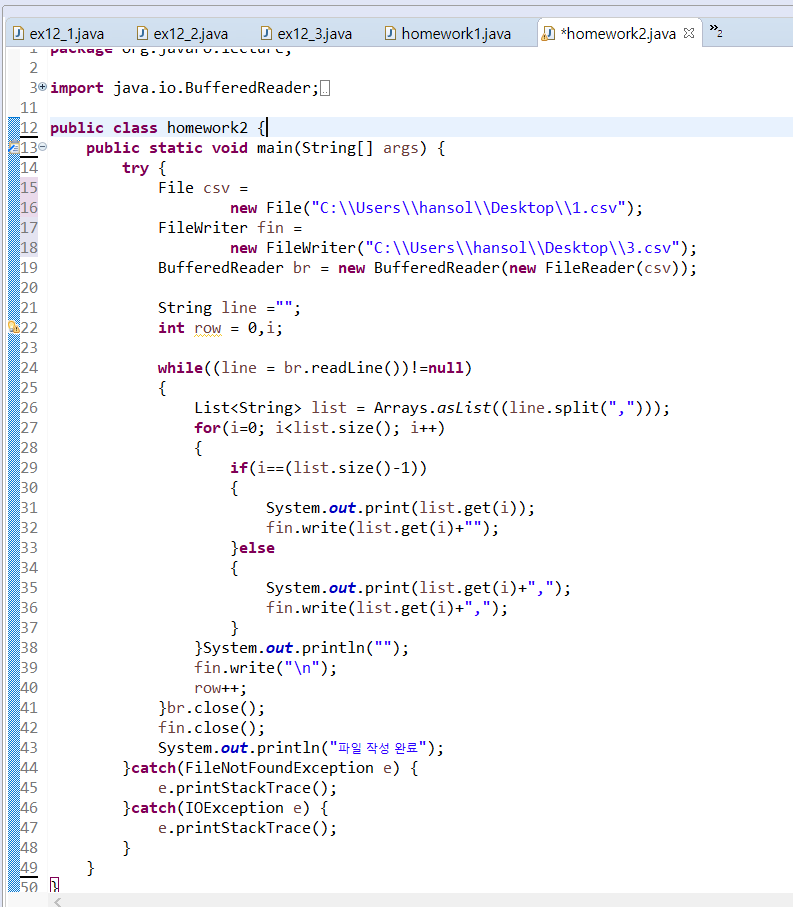 ex12_1.java ex12_2.java ex12_3.java homework1.java *homework2.java »2
1 package org.java.lecture;
2
3 import java.io.BufferedReader;
11
12 public class homework2 {
13 public static void main(String[] args) {
14 try {
15 File csv =
16 new File("C:\\Users\\hansol\\Desktop\\1.csv");
17 FileWriter fin =
18 new FileWriter("C:\\Users\\hansol\\Desktop\\3.csv");
19 BufferedReader br = new BufferedReader(new FileReader(csv));
20
21 String line ="";
22 int row = 0,i;
23
24 while((line = br.readLine())!=null)
25 {
26 List<String> list = Arrays.asList((line.split(",")));
27 for(i=0; i<list.size(); i++)
28 {
29 if(i==(list.size()-1))
30 {
31 System.out.print(list.get(i));
32 fin.write(list.get(i)+"");
33 }else
34 {
35 System.out.print(list.get(i)+",");
36 fin.write(list.get(i)+",");
37 }
38 }System.out.println("");
39 fin.write("\n");
40 row++;
41 }br.close();
42 fin.close();
43 System.out.println("파일 작성 완료");
44 }catch(FileNotFoundException e) {
45 e.printStackTrace();
46 }catch(IOException e) {
47 e.printStackTrace();
48 }
49 }
50 }